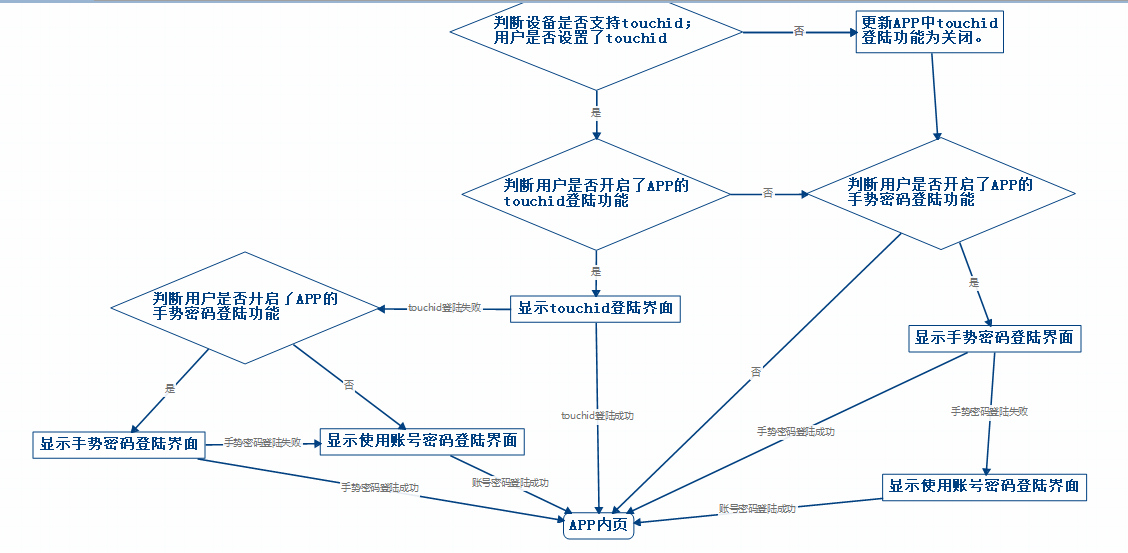 判断设备是否支持touchid;
用户是否设置了touchid
否
更新APP中touchid
登陆功能为关闭。
是
判断用户是否开启了APP的
touchid登陆功能
否
判断用户是否开启了APP的
手势密码登陆功能
是
是
判断用户是否开启了APP的
手势密码登陆功能
touchid登陆失败
显示touchid登陆界面
显示手势密码登陆界面
否
是
否
touchid登陆成功
手势密码登陆失败
手势密码登陆成功
显示手势密码登陆界面
手势密码登陆失败
显示使用账号密码登陆界面
手势密码登陆成功
账号密码登陆成功
显示使用账号密码登陆界面
账号密码登陆成功
APP内页